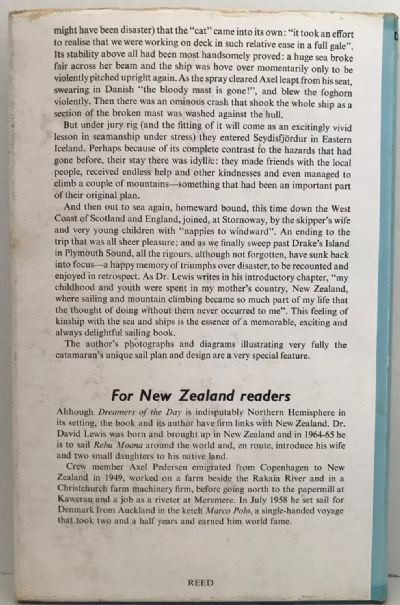 might have been disaster) that the “cat” came into its own: “it took an effort
to realise that we were working on deck in such relative ease in a full gale”.
Its stability above all had been most handsomely proved: a huge sea broke
fair across her beam and the ship was hove over momentarily only to be
violently pitched upright again. As the spray cleared Axel leapt from his seat,
swearing in Danish “the bloody mast is gone!”, and blew the foghorn
violently. Then there was an ominous crash that shook the whole ship as a
section of the broken mast was washed against the hull.
But under jury rig (and the fitting of it will come as an excitingly vivid
lesson in seamanship under stress) they entered Seydisfjördur in Eastern
Iceland. Perhaps because of its complete contrast to the hazards that had
gone before, their stay there was idyllic: they made friends with the local
people, received endless help and other kindnesses and even managed to
climb a couple of mountains—something that had been an important part
of their original plan.
And then out to sea again, homeward bound, this time down the West
Coast of Scotland and England, joined, at Stornoway, by the skipper’s wife
and very young children with “nappies to windward”. An ending to the
trip that was all sheer pleasure; and as we finally sweep past Drake’s Island
in Plymouth Sound, all the rigours, although not forgotten, have sunk back
into focus—a happy memory of triumphs over disaster, to be recounted and
enjoyed in retrospect. As Dr. Lewis writes in his introductory chapter, “my
childhood and youth were spent in my mother’s country, New Zealand,
where sailing and mountain climbing became so much part of my life that
the thought of doing without them never occurred to me”. This feeling of
kinship with the sea and ships is the essence of a memorable, exciting and
always delightful sailing book.
The author’s photographs and diagrams illustrating very fully the
catamaran’s unique sail plan and design are a very special feature.
For New Zealand readers
Although Dreamers of the Day is indisputably Northern Hemisphere in
its setting, the book and its author have firm links with New Zealand. Dr.
David Lewis was born and brought up in New Zealand and in 1964-65 he
is to sail Rehu Moana around the world and, en route, introduce his wife
and two small daughters to his native land.
Crew member Axel Pedersen emigrated from Copenhagen to New
Zealand in 1949, worked on a farm beside the Rakaia River and in a
Christchurch farm machinery firm, before going north to the papermill at
Kawerau and a job as a riveter at Meremere. In July 1958 he set sail for
Denmark from Auckland in the ketch Marco Polo, a single-handed voyage
that took two and a half years and earned him world fame.
REED